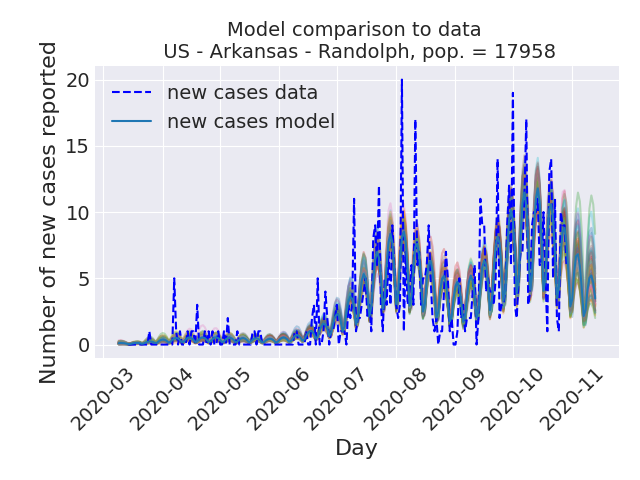 Model comparison to data
US - Arkansas - Randolph, pop. = 17958
Number of new cases reported
20
15
10
5
0
new cases data
new cases model
2020-03
2020-04
2020-05
2020-06
2020-07
2020-08
2020-09
2020-10
2020-11
Day